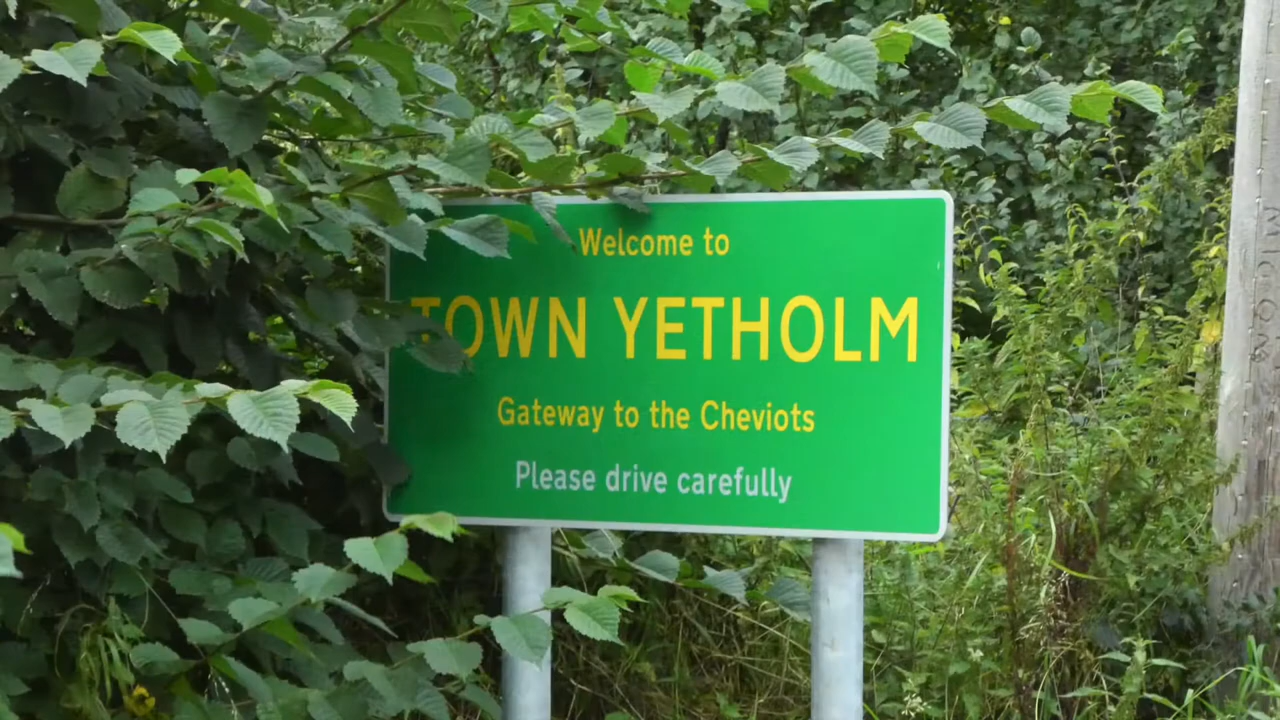 Welcome to
TOWN YETHOLM
Gateway to the Cheviots
Please drive carefully